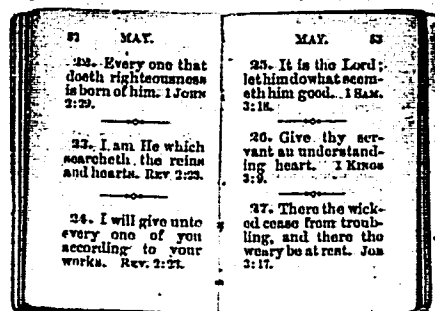 52 MAY.
22. Every one that
doeth righteousness
is born of him. 1 JOHN
2:29.
23. I am He which
searcheth the reins
and hearts. REV. 2:23.
24. I will give unto
every one of you
according to your
works. REV. 2:23.
MAY. 53
25. It is the Lord;
let him do what seem-
eth him good. 1 SAM.
3:18.
26. Give thy ser-
vant an understand-
ing heart. 1 KINGS
3:9.
27. There the wick-
ed cease from troub-
ling, and there the
weary be at rest. JOB
3:17.